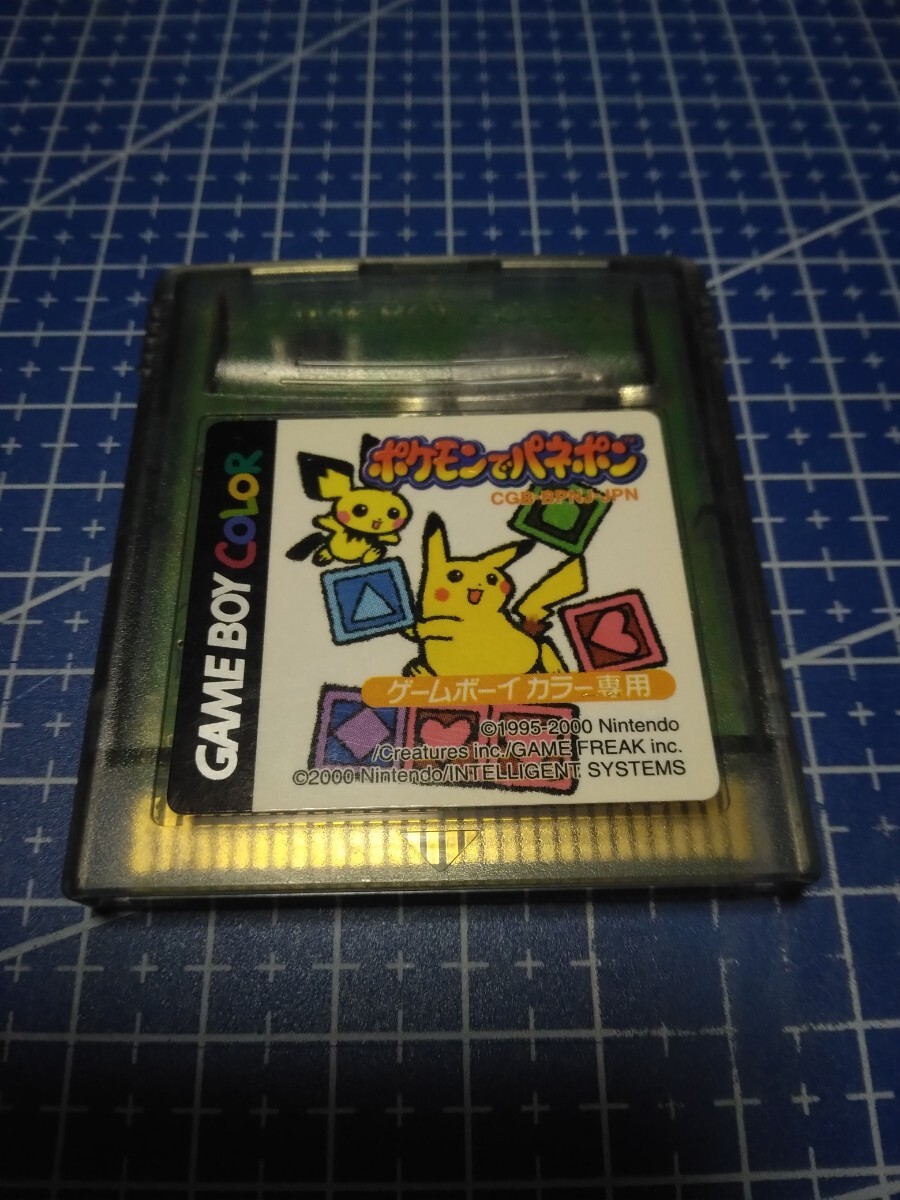 GAME BOY COLOR
ポケモンでパネポン
CGB-BPNJ-JPN
ゲームボーイ カラー専用
©1995-2000 Nintendo
/Creatures inc./GAME FREAK inc.
©2000 Nintendo/INTELLIGENT SYSTEMS